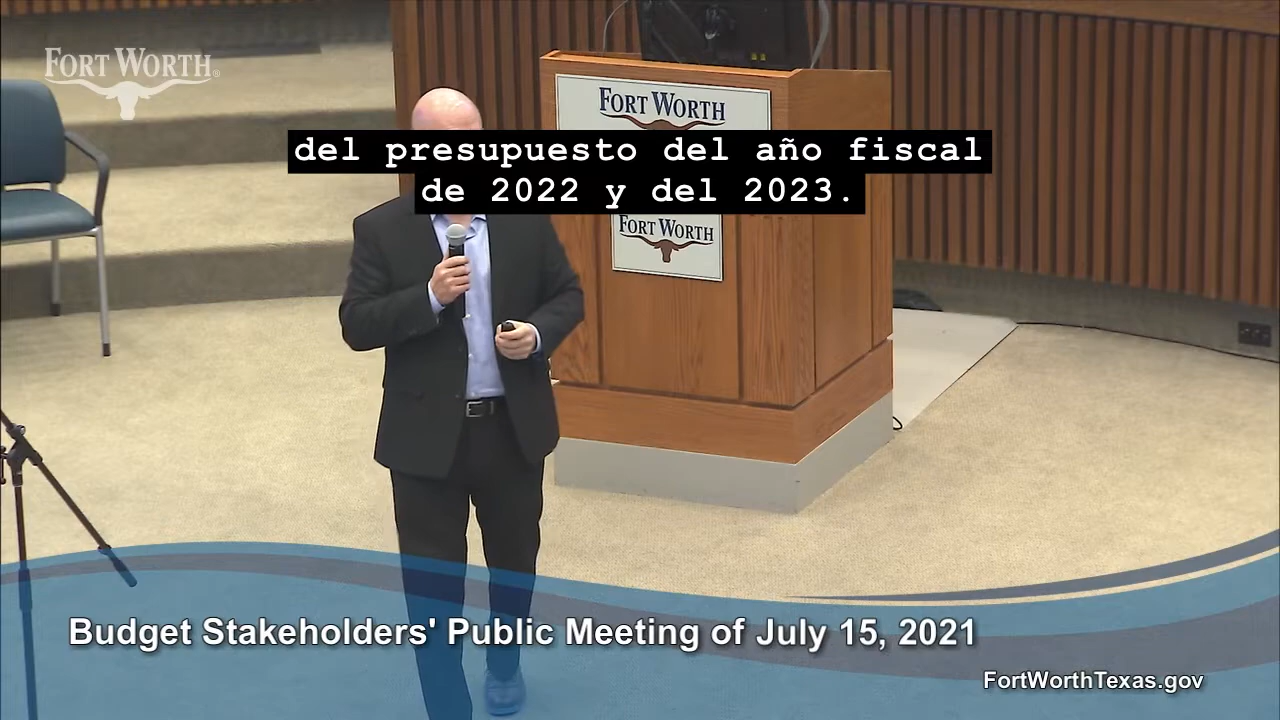 FORT WORTH®
FORT WORTH
del presupuesto del año fiscal
de 2022 y del 2023.
FORT WORTH
Budget Stakeholders' Public Meeting of July 15, 2021
FortWorthTexas.gov